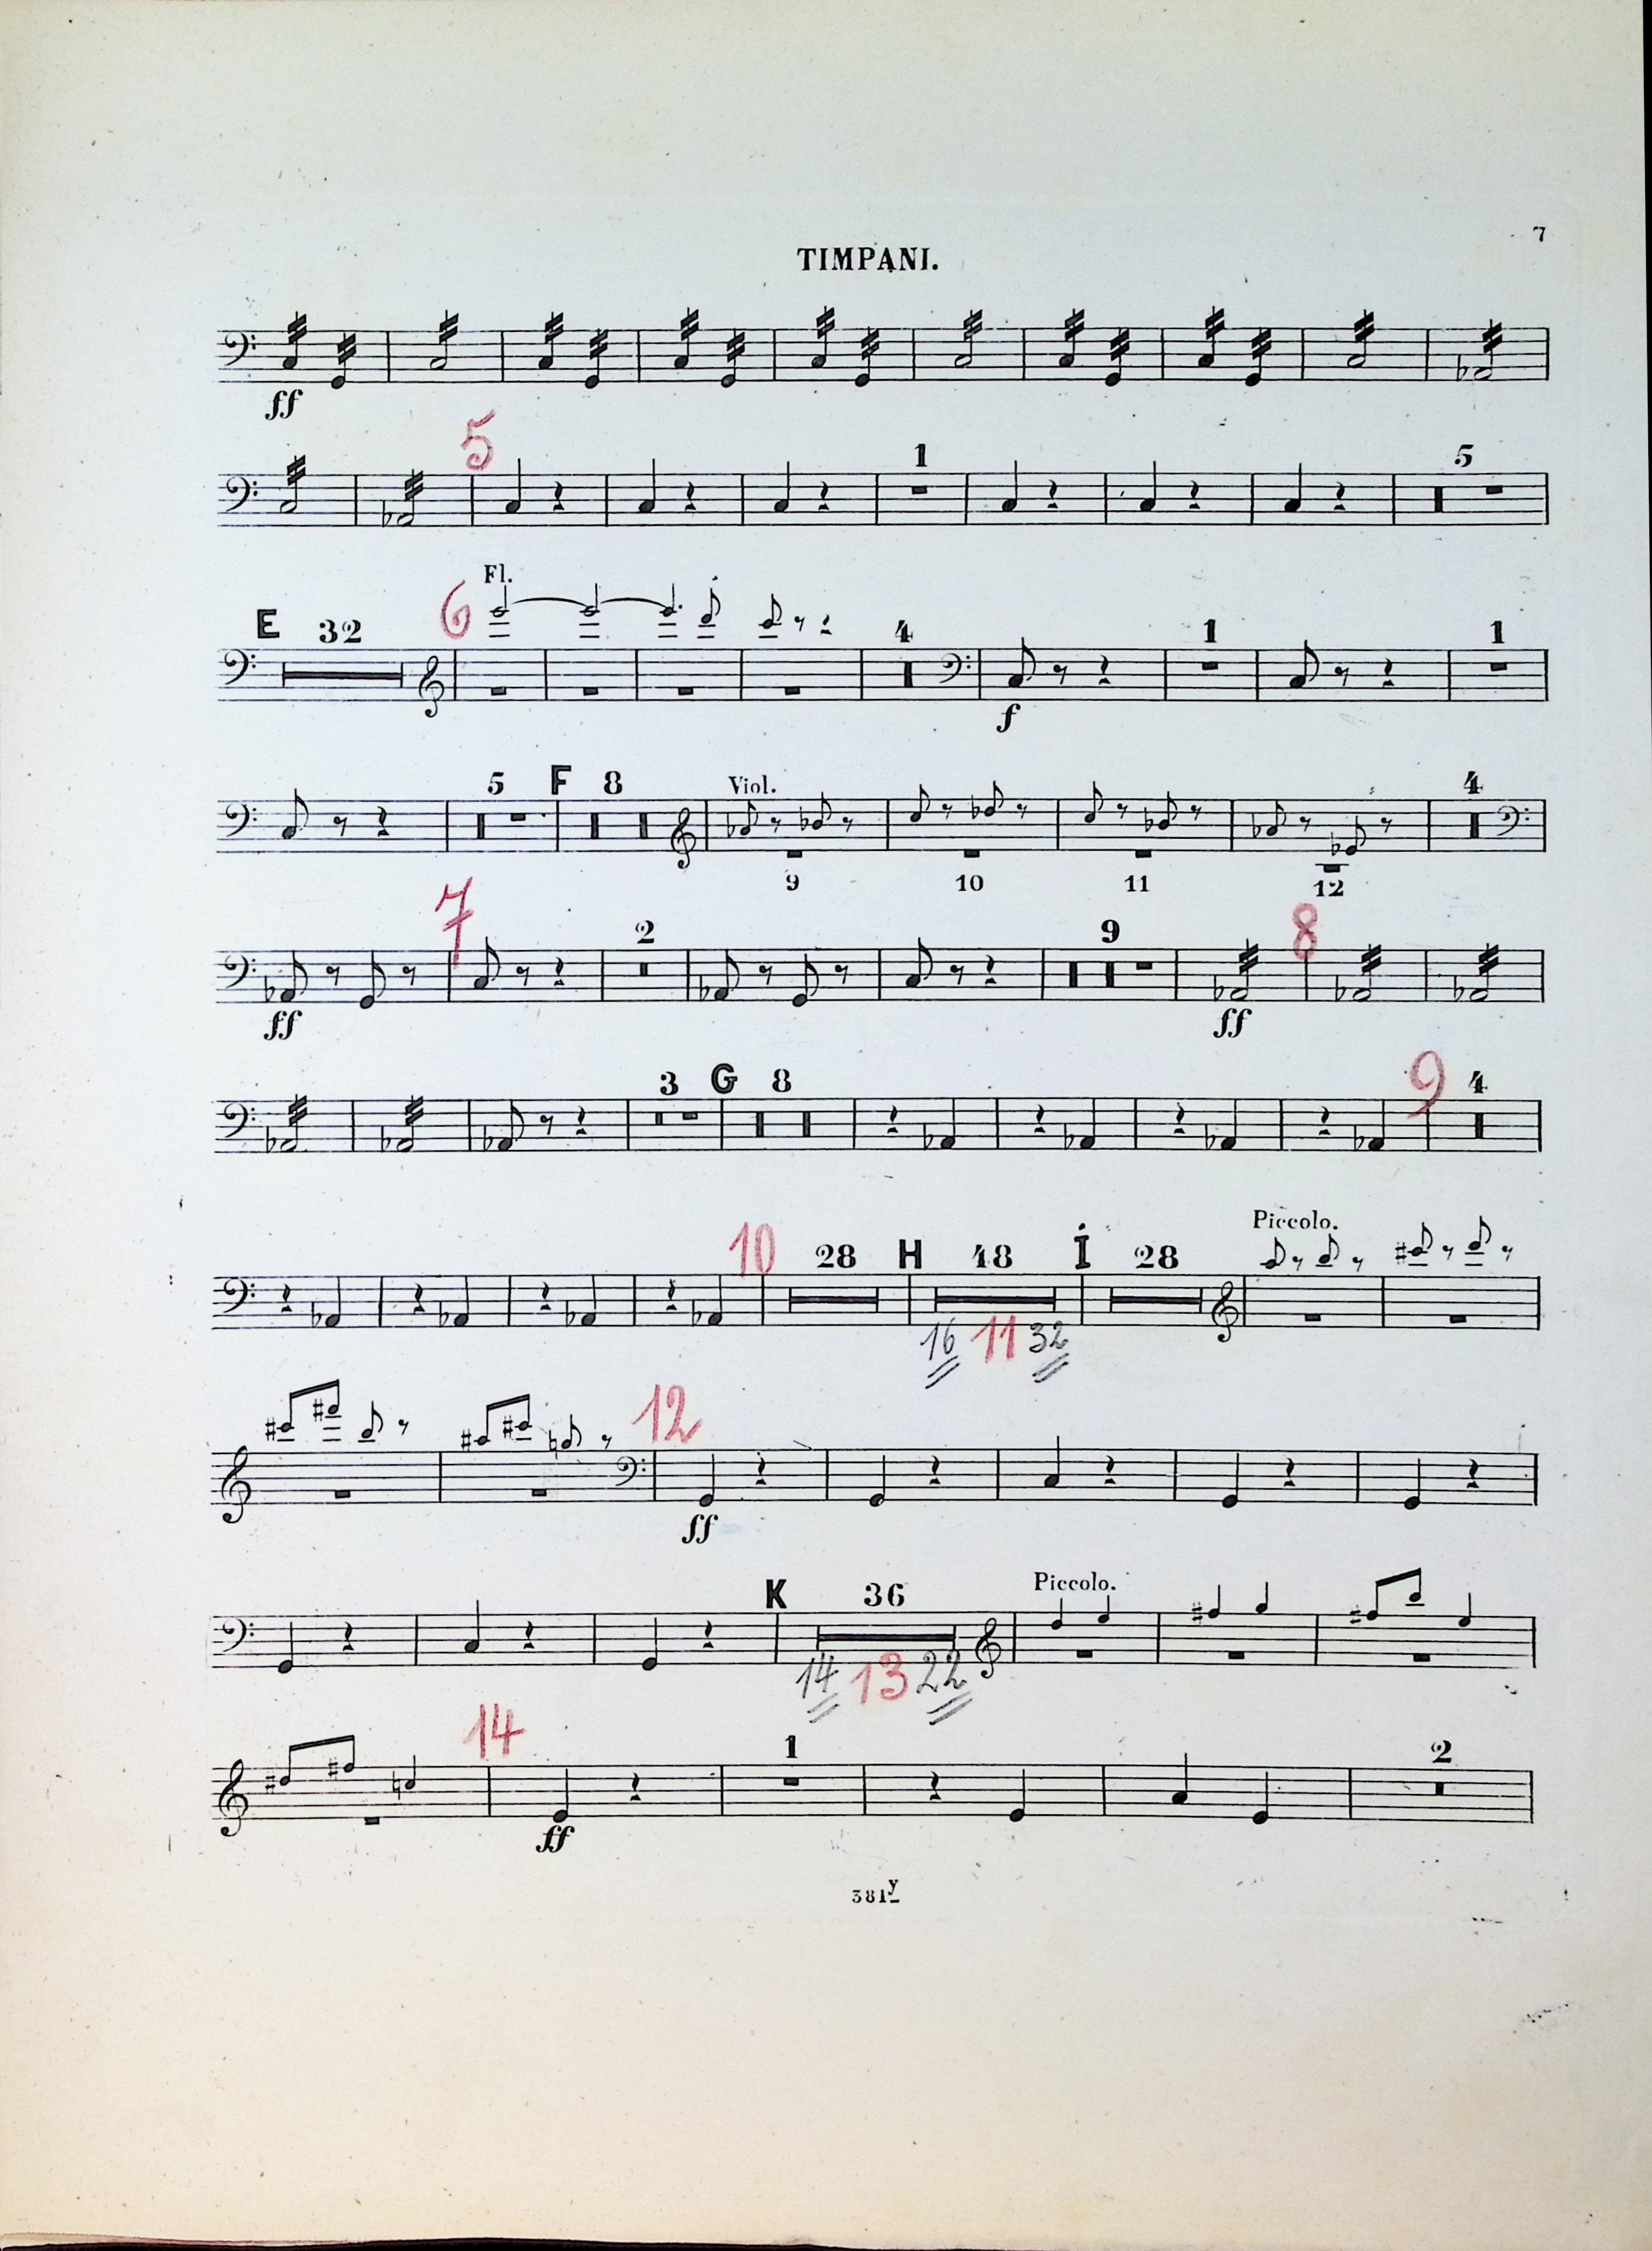 7
TIMPANI.
ff
5
1 5
Fl.
E 32 6 4 1 1
f
5 F 8 Viol. 4
9 10 11 12
7 2 9 8
ff ff
3 G 8 9 4
Piccolo.
10 28 H 48 I 28
16 11 32
12
ff
K 36 Piccolo.
14 13 22
14 1 2
ff
381y